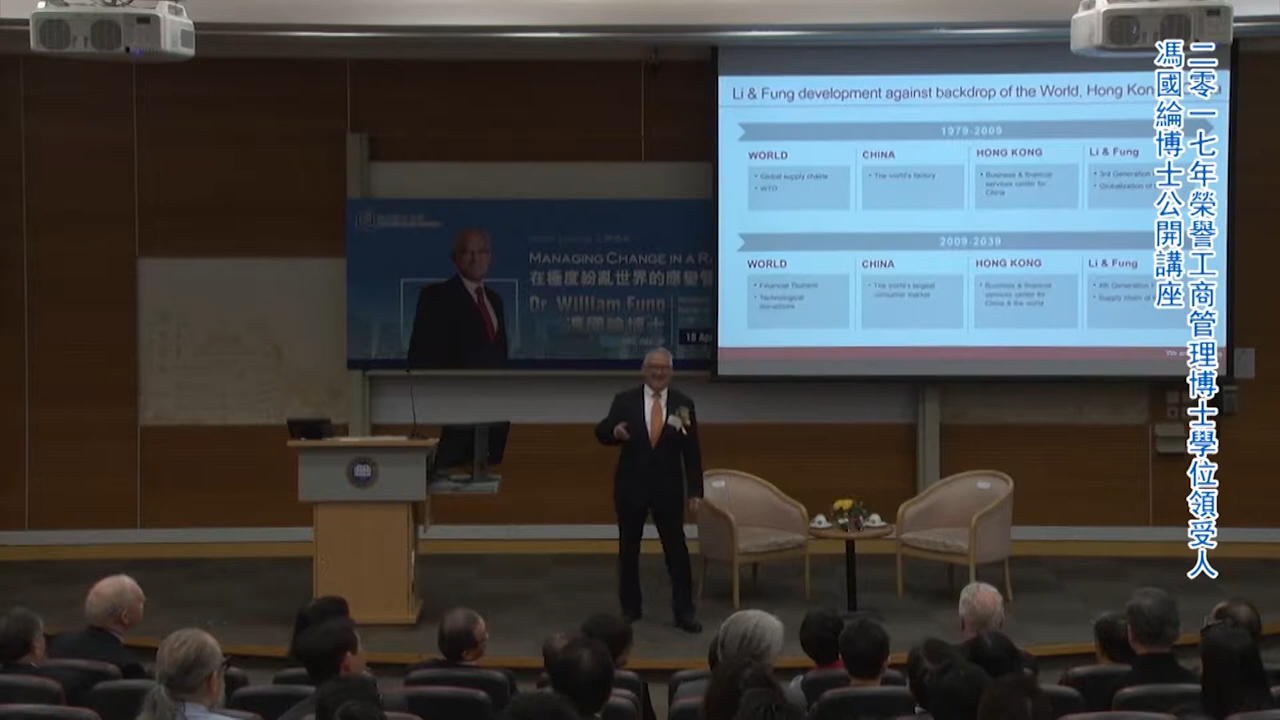 Li & Fung development against backdrop of the World, Hong Kon
1979-2009
WORLD
• Global supply chains
• WTO
CHINA
• The world's factory
HONG KONG
• Business & financial
services center for
China
Li & Fung
• 3rd Generation
• Globalization of
2009-2039
WORLD
• Financial Tsunami
• Technological
disruptions
CHINA
• The world's largest
consumer market
HONG KONG
• Business & financial
services center for
China & the world
Li & Fung
• 4th Generation
• Supply chain of
MANAGING CHANGE IN A RA
在極度紛亂世界的應變管
Dr. William Fung
馮國綸博士
18 Ap
二零一七年榮譽工商管理博士學位領受人
馮國綸博士公開講座